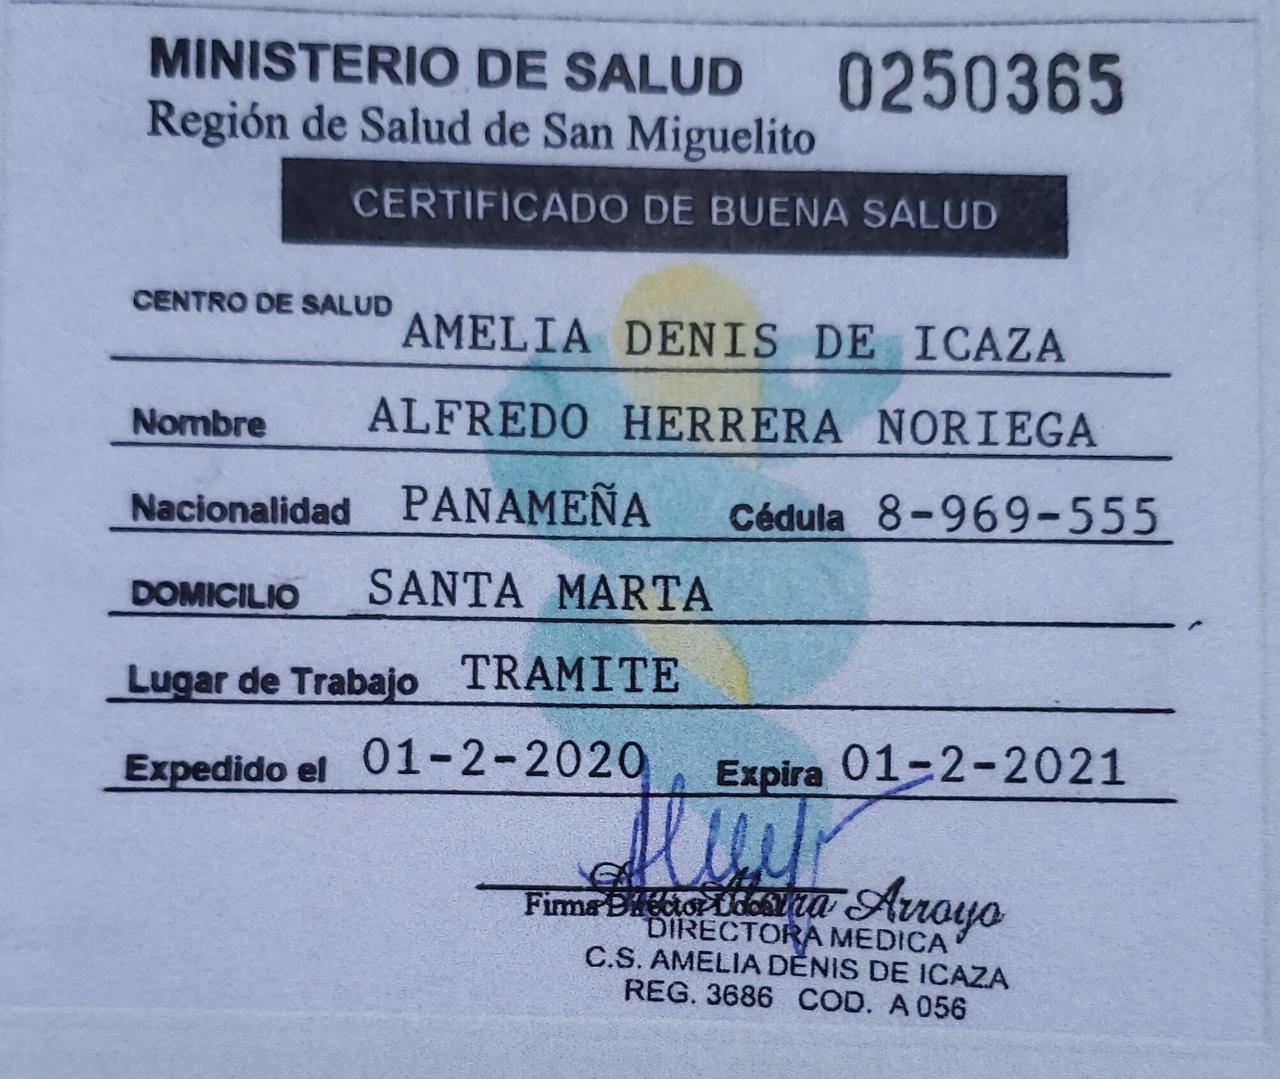 MINISTERIO DE SALUD 0250365
Región de Salud de San Miguelito
CERTIFICADO DE BUENA SALUD
CENTRO DE SALUD AMELIA DENIS DE ICAZA
Nombre ALFREDO HERRERA NORIEGA
Nacionalidad PANAMEÑA Cédula 8-969-555
DOMICILIO SANTA MARTA
Lugar de Trabajo TRAMITE
Expedido el 01-2-2020 Expira 01-2-2021
Dra. Maira Arroyo
Firma Director Local
DIRECTORA MEDICA
C.S. AMELIA DENIS DE ICAZA
REG. 3686 COD. A 056